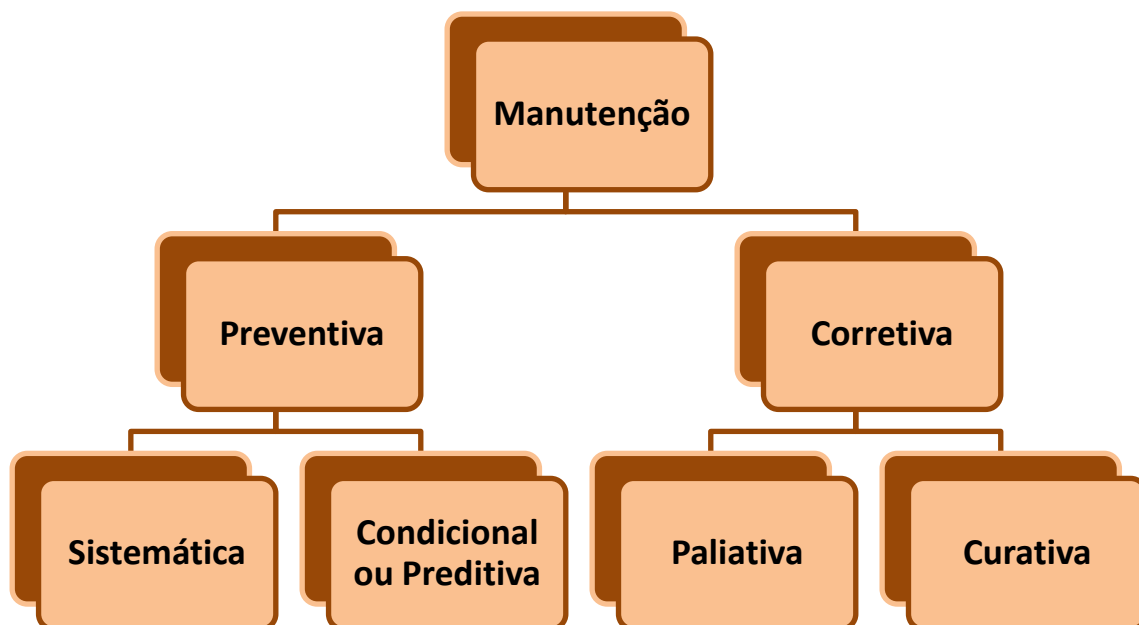 Manutenção
Preventiva
Corretiva
Sistemática
Condicional
ou Preditiva
Paliativa
Curativa